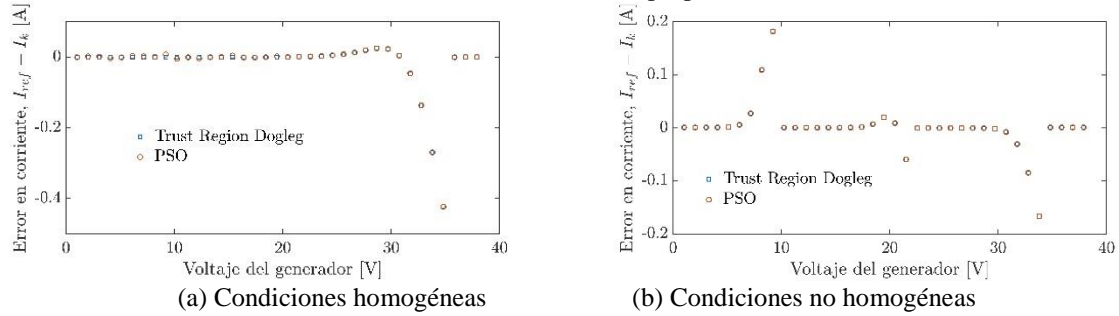 Error en corriente, I_ref − I_k [A]
0
-0.2
-0.4
Trust Region Dogleg
PSO
0
10
20
30
40
Voltaje del generador [V]
(a) Condiciones homogéneas
Error en corriente, I_ref − I_k [A]
0.2
0.1
0
-0.1
-0.2
Trust Region Dogleg
PSO
0
10
20
30
40
Voltaje del generador [V]
(b) Condiciones no homogéneas